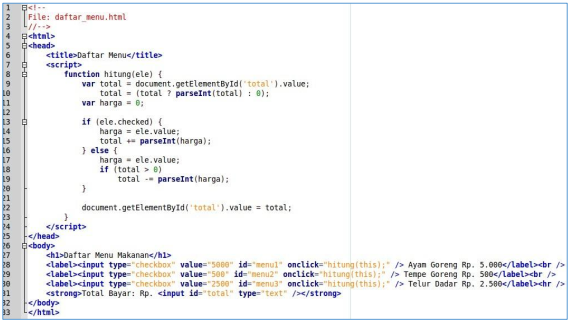 1 <!--
2 File: daftar_menu.html
3 //-->
4 <html>
5 <head>
6 <title>Daftar Menu</title>
7 <script>
8 function hitung(ele) {
9 var total = document.getElementById('total').value;
10 total = (total ? parseInt(total) : 0);
11 var harga = 0;
12
13 if (ele.checked) {
14 harga = ele.value;
15 total += parseInt(harga);
16 } else {
17 harga = ele.value;
18 if (total > 0)
19 total -= parseInt(harga);
20 }
21
22 document.getElementById('total').value = total;
23 }
24 </script>
25 </head>
26 <body>
27 <h1>Daftar Menu Makanan</h1>
28 <label><input type="checkbox" value="5000" id="menu1" onclick="hitung(this);" /> Ayam Goreng Rp. 5.000</label><br />
29 <label><input type="checkbox" value="500" id="menu2" onclick="hitung(this);" /> Tempe Goreng Rp. 500</label><br />
30 <label><input type="checkbox" value="2500" id="menu3" onclick="hitung(this);" /> Telur Dadar Rp. 2.500</label><hr />
31 <strong>Total Bayar: Rp. <input id="total" type="text" /></strong>
32 </body>
33 </html>